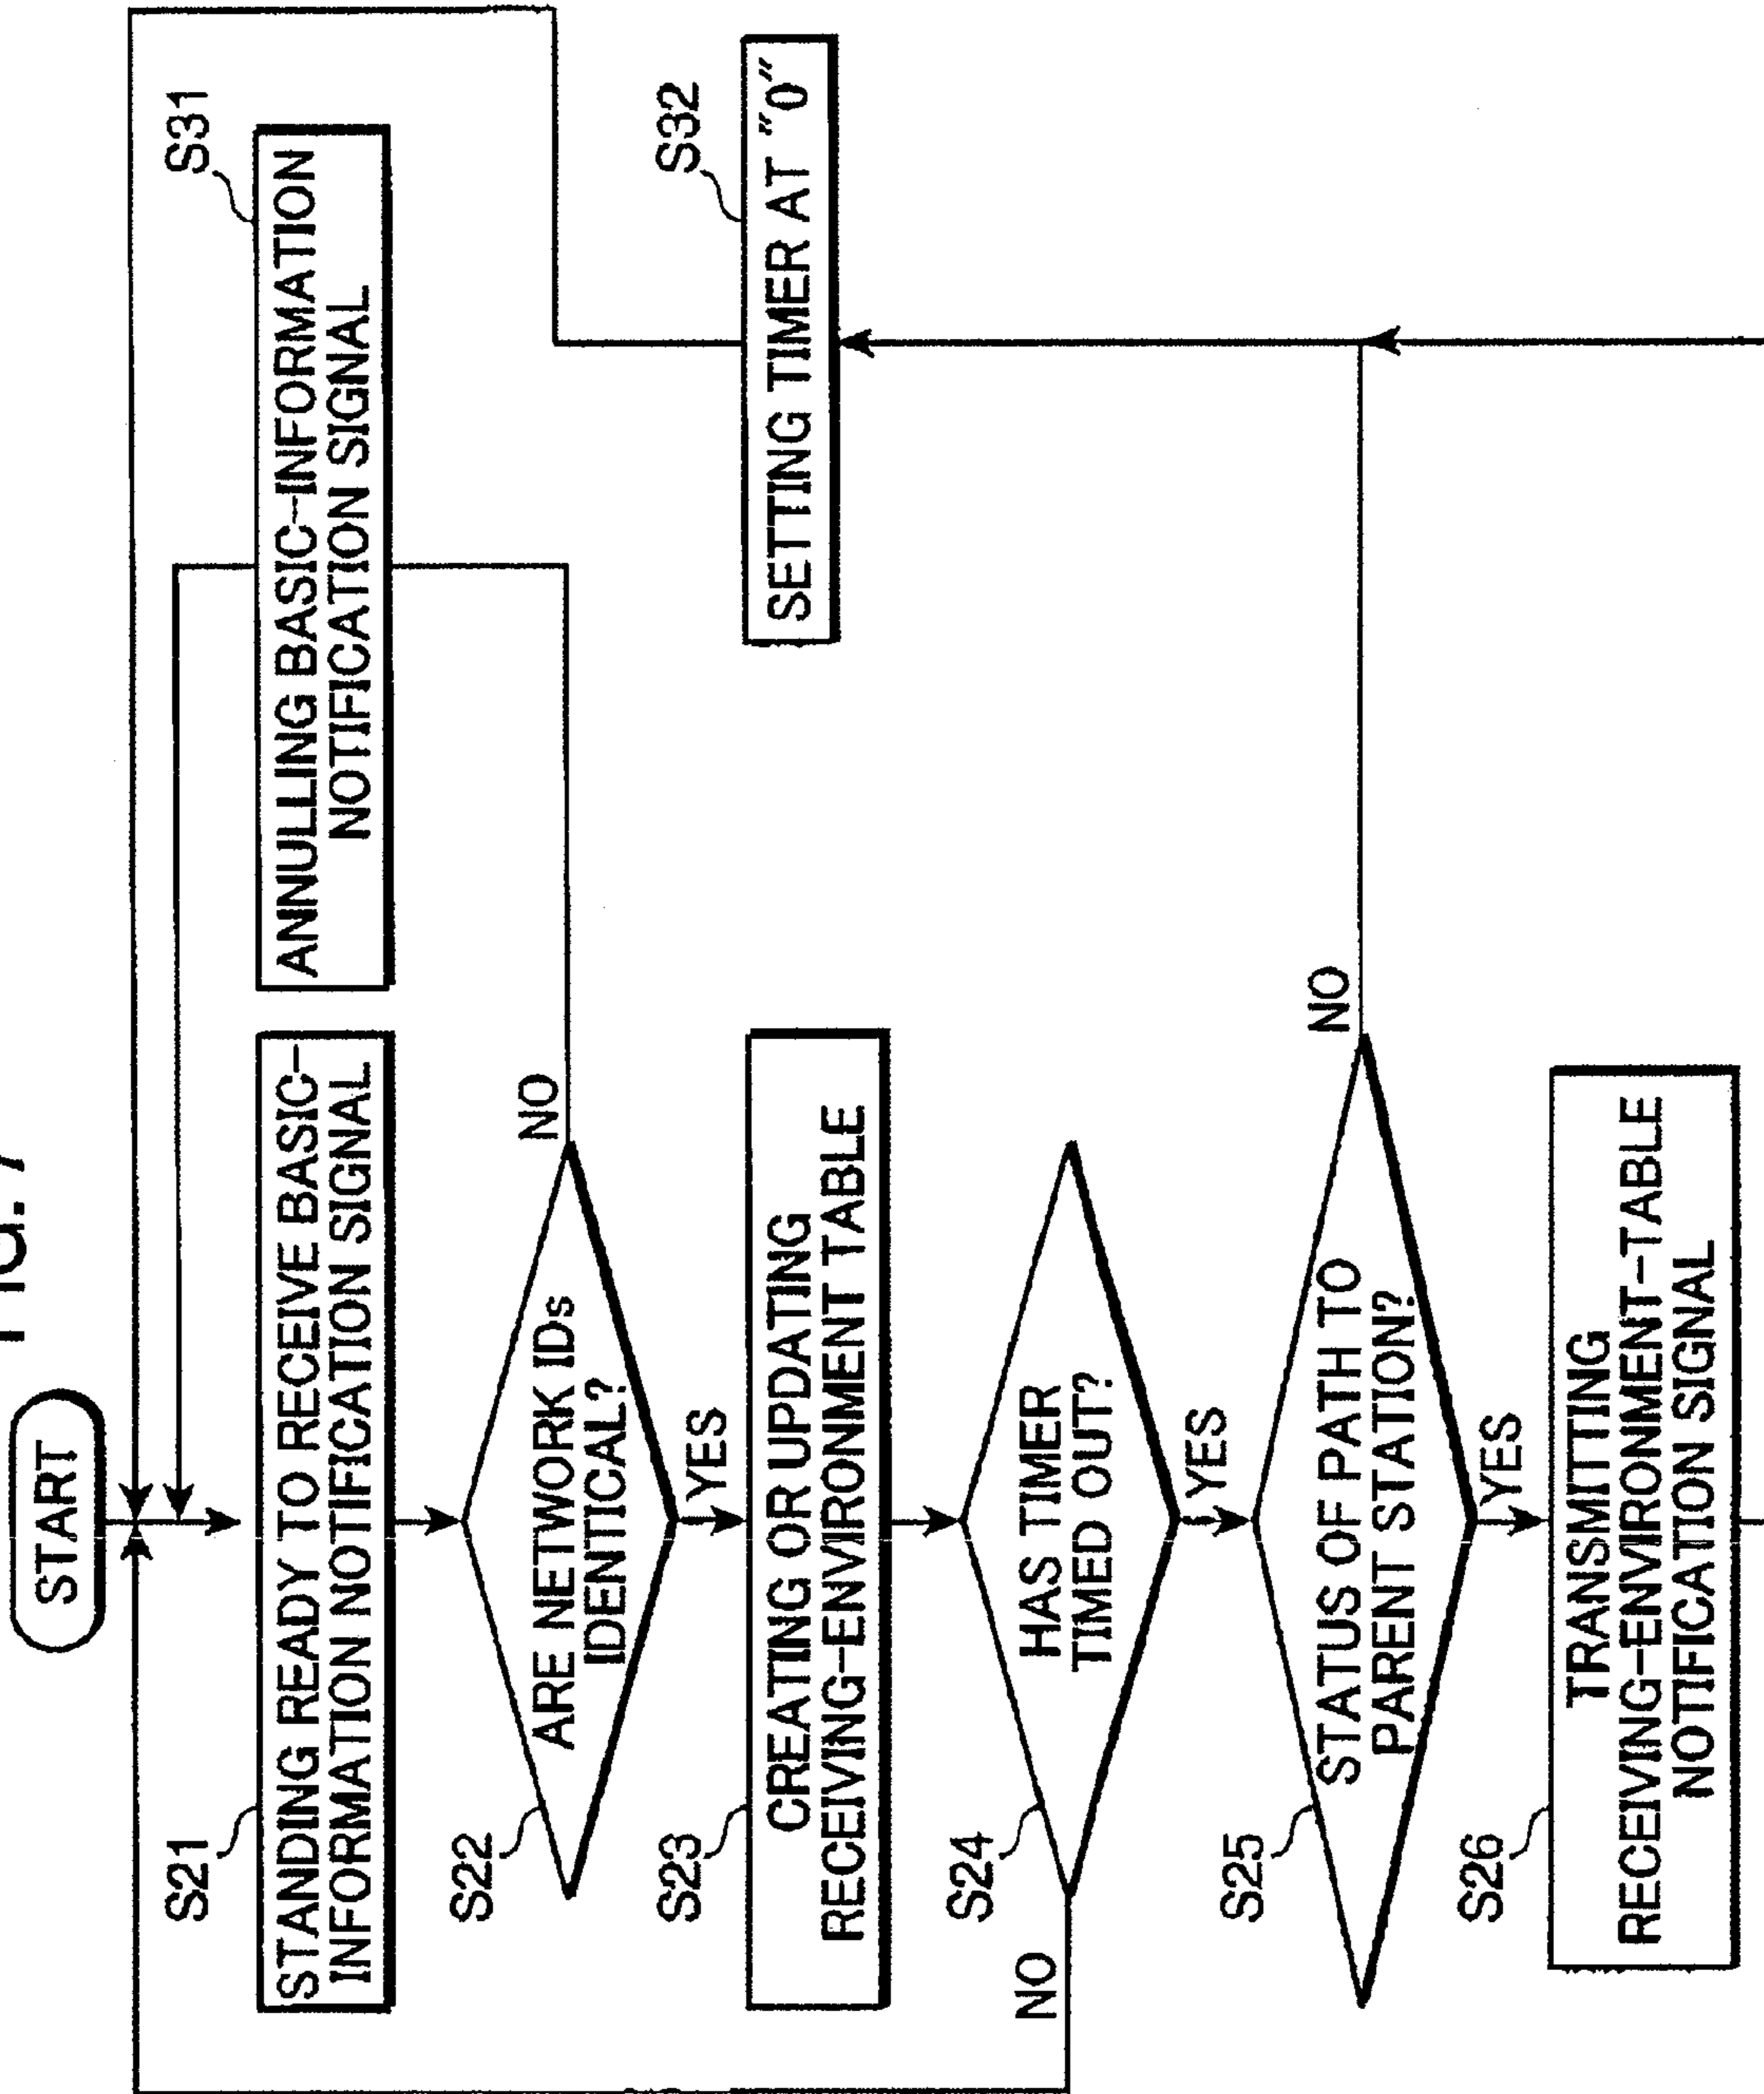 FIG. 7
START
S21
STANDING READY TO RECEIVE BASIC-
INFORMATION NOTIFICATION SIGNAL
S31
ANNULLING BASIC-INFORMATION
NOTIFICATION SIGNAL
S22
ARE NETWORK IDs
IDENTICAL?
NO
YES
S23
CREATING OR UPDATING
RECEIVING-ENVIRONMENT TABLE
S32
SETTING TIMER AT "0"
S24
HAS TIMER
TIMED OUT?
NO
YES
S25
STATUS OF PATH TO
PARENT STATION?
NO
YES
S26
TRANSMITTING
RECEIVING-ENVIRONMENT-TABLE
NOTIFICATION SIGNAL